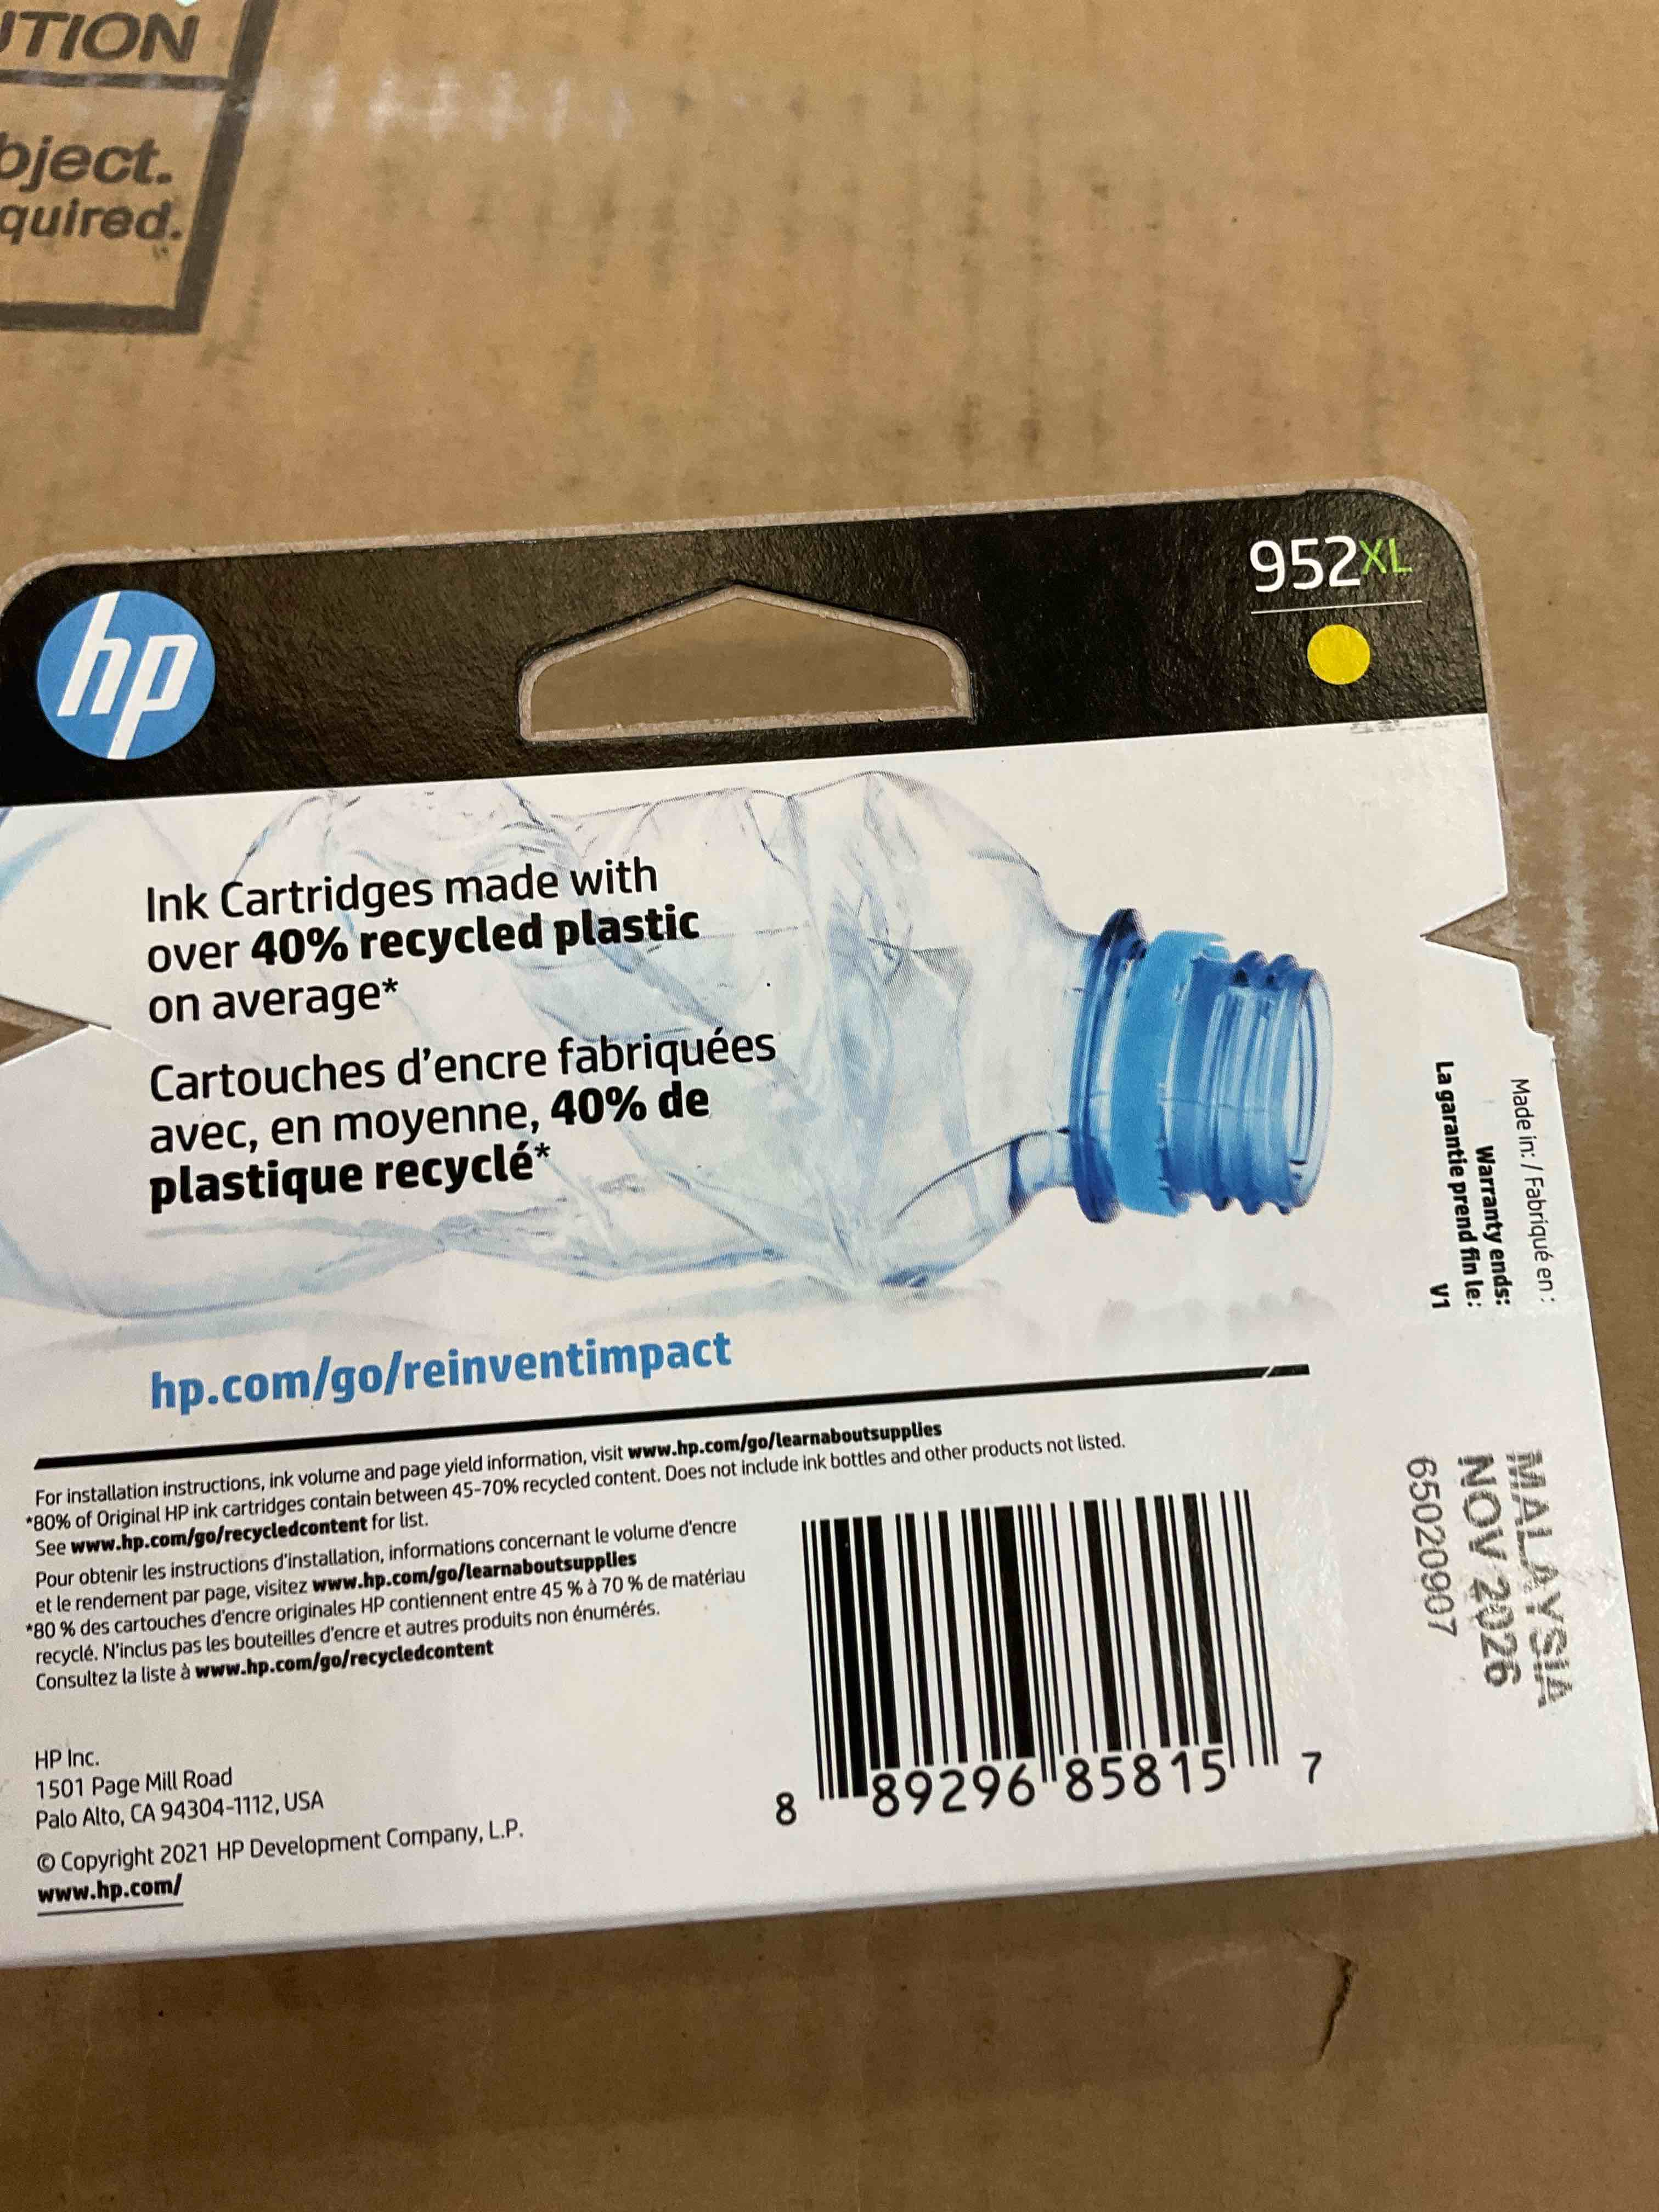 UTION
bject.
quired.
hp
952XL
Ink Cartridges made with
over 40% recycled plastic
on average*
Cartouches d'encre fabriquées
avec, en moyenne, 40% de
plastique recyclé*
hp.com/go/reinventimpact
For installation instructions, ink volume and page yield information, visit www.hp.com/go/learnaboutsupplies
*80% of Original HP ink cartridges contain between 45-70% recycled content. Does not include ink bottles and other products not listed.
See www.hp.com/go/recycledcontent for list.
Pour obtenir les instructions d'installation, informations concernant le volume d'encre
et le rendement par page, visitez www.hp.com/go/learnaboutsupplies
*80 % des cartouches d'encre originales HP contiennent entre 45 % à 70 % de matériau
recyclé. N'inclus pas les bouteilles d'encre et autres produits non énumérés.
Consultez la liste à www.hp.com/go/recycledcontent
HP Inc.
1501 Page Mill Road
Palo Alto, CA 94304-1112, USA
© Copyright 2021 HP Development Company, L.P.
www.hp.com/
8 89296 85815 7
Made in: / Fabriqué en :
Warranty ends:
La garantie prend fin le:
V1
MALAYSIA
NOV 2026
65020907